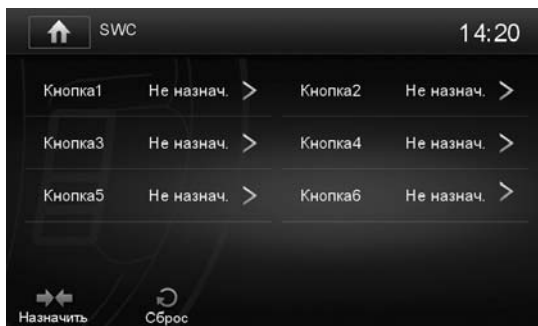 SWC 14:20
Кнопка1 Не назнач. > Кнопка2 Не назнач. >
Кнопка3 Не назнач. > Кнопка4 Не назнач. >
Кнопка5 Не назнач. > Кнопка6 Не назнач. >
Назначить Сброс